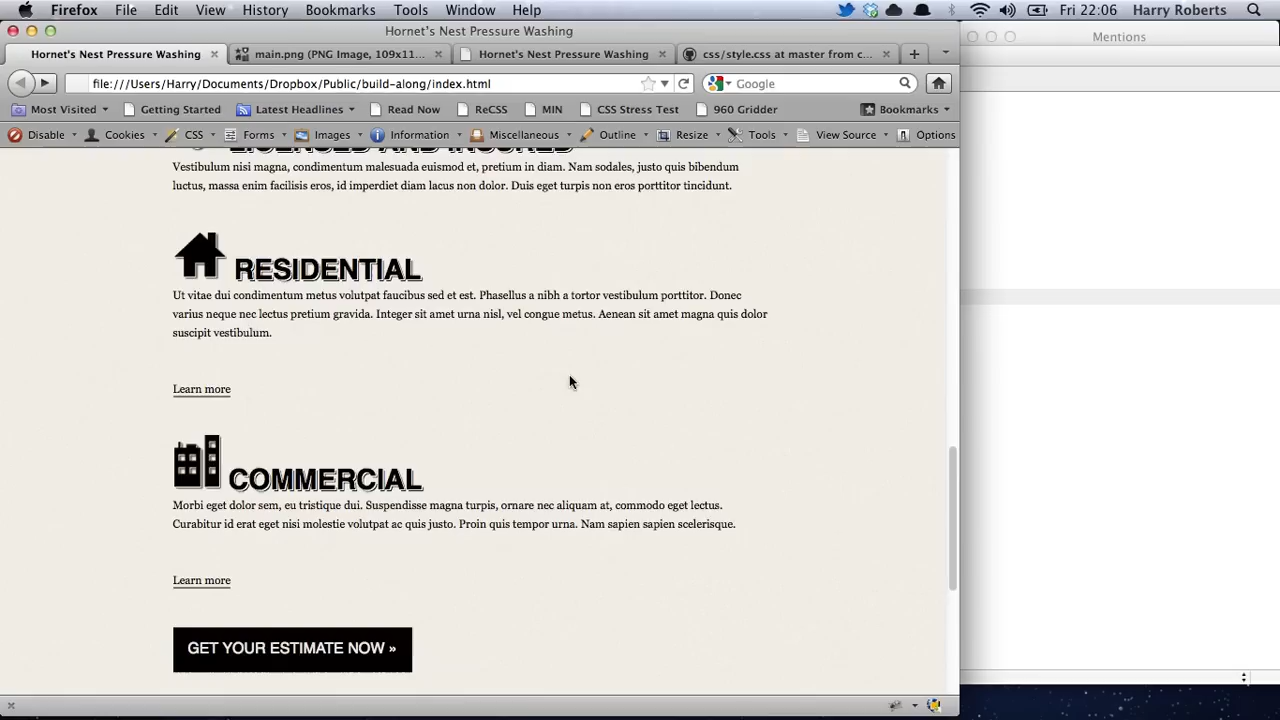 Firefox File Edit View History Bookmarks Tools Window Help Fri 22:06 Harry Roberts
Hornet's Nest Pressure Washing
Mentions
Hornet's Nest Pressure Washing main.png (PNG Image, 109x11... Hornet's Nest Pressure Washing css/style.css at master from c...
file:///Users/Harry/Documents/Dropbox/Public/build-along/index.html Google
Most Visited Getting Started Latest Headlines Read Now ReCSS MIN CSS Stress Test 960 Gridder Bookmarks
Disable Cookies CSS Forms Images Information Miscellaneous Outline Resize Tools View Source Options
LICENSED AND INSURED
Vestibulum nisi magna, condimentum malesuada euismod et, pretium in diam. Nam sodales, justo quis bibendum
luctus, massa enim facilisis eros, id imperdiet diam lacus non dolor. Duis eget turpis non eros porttitor tincidunt.
RESIDENTIAL
Ut vitae dui condimentum metus volutpat faucibus sed et est. Phasellus a nibh a tortor vestibulum porttitor. Donec
varius neque nec lectus pretium gravida. Integer sit amet urna nisl, vel congue metus. Aenean sit amet magna quis dolor
suscipit vestibulum.
Learn more
COMMERCIAL
Morbi eget dolor sem, eu tristique dui. Suspendisse magna turpis, ornare nec aliquam at, commodo eget lectus.
Curabitur id erat eget nisi molestie volutpat ac quis justo. Proin quis tempor urna. Nam sapien sapien scelerisque.
Learn more
GET YOUR ESTIMATE NOW »